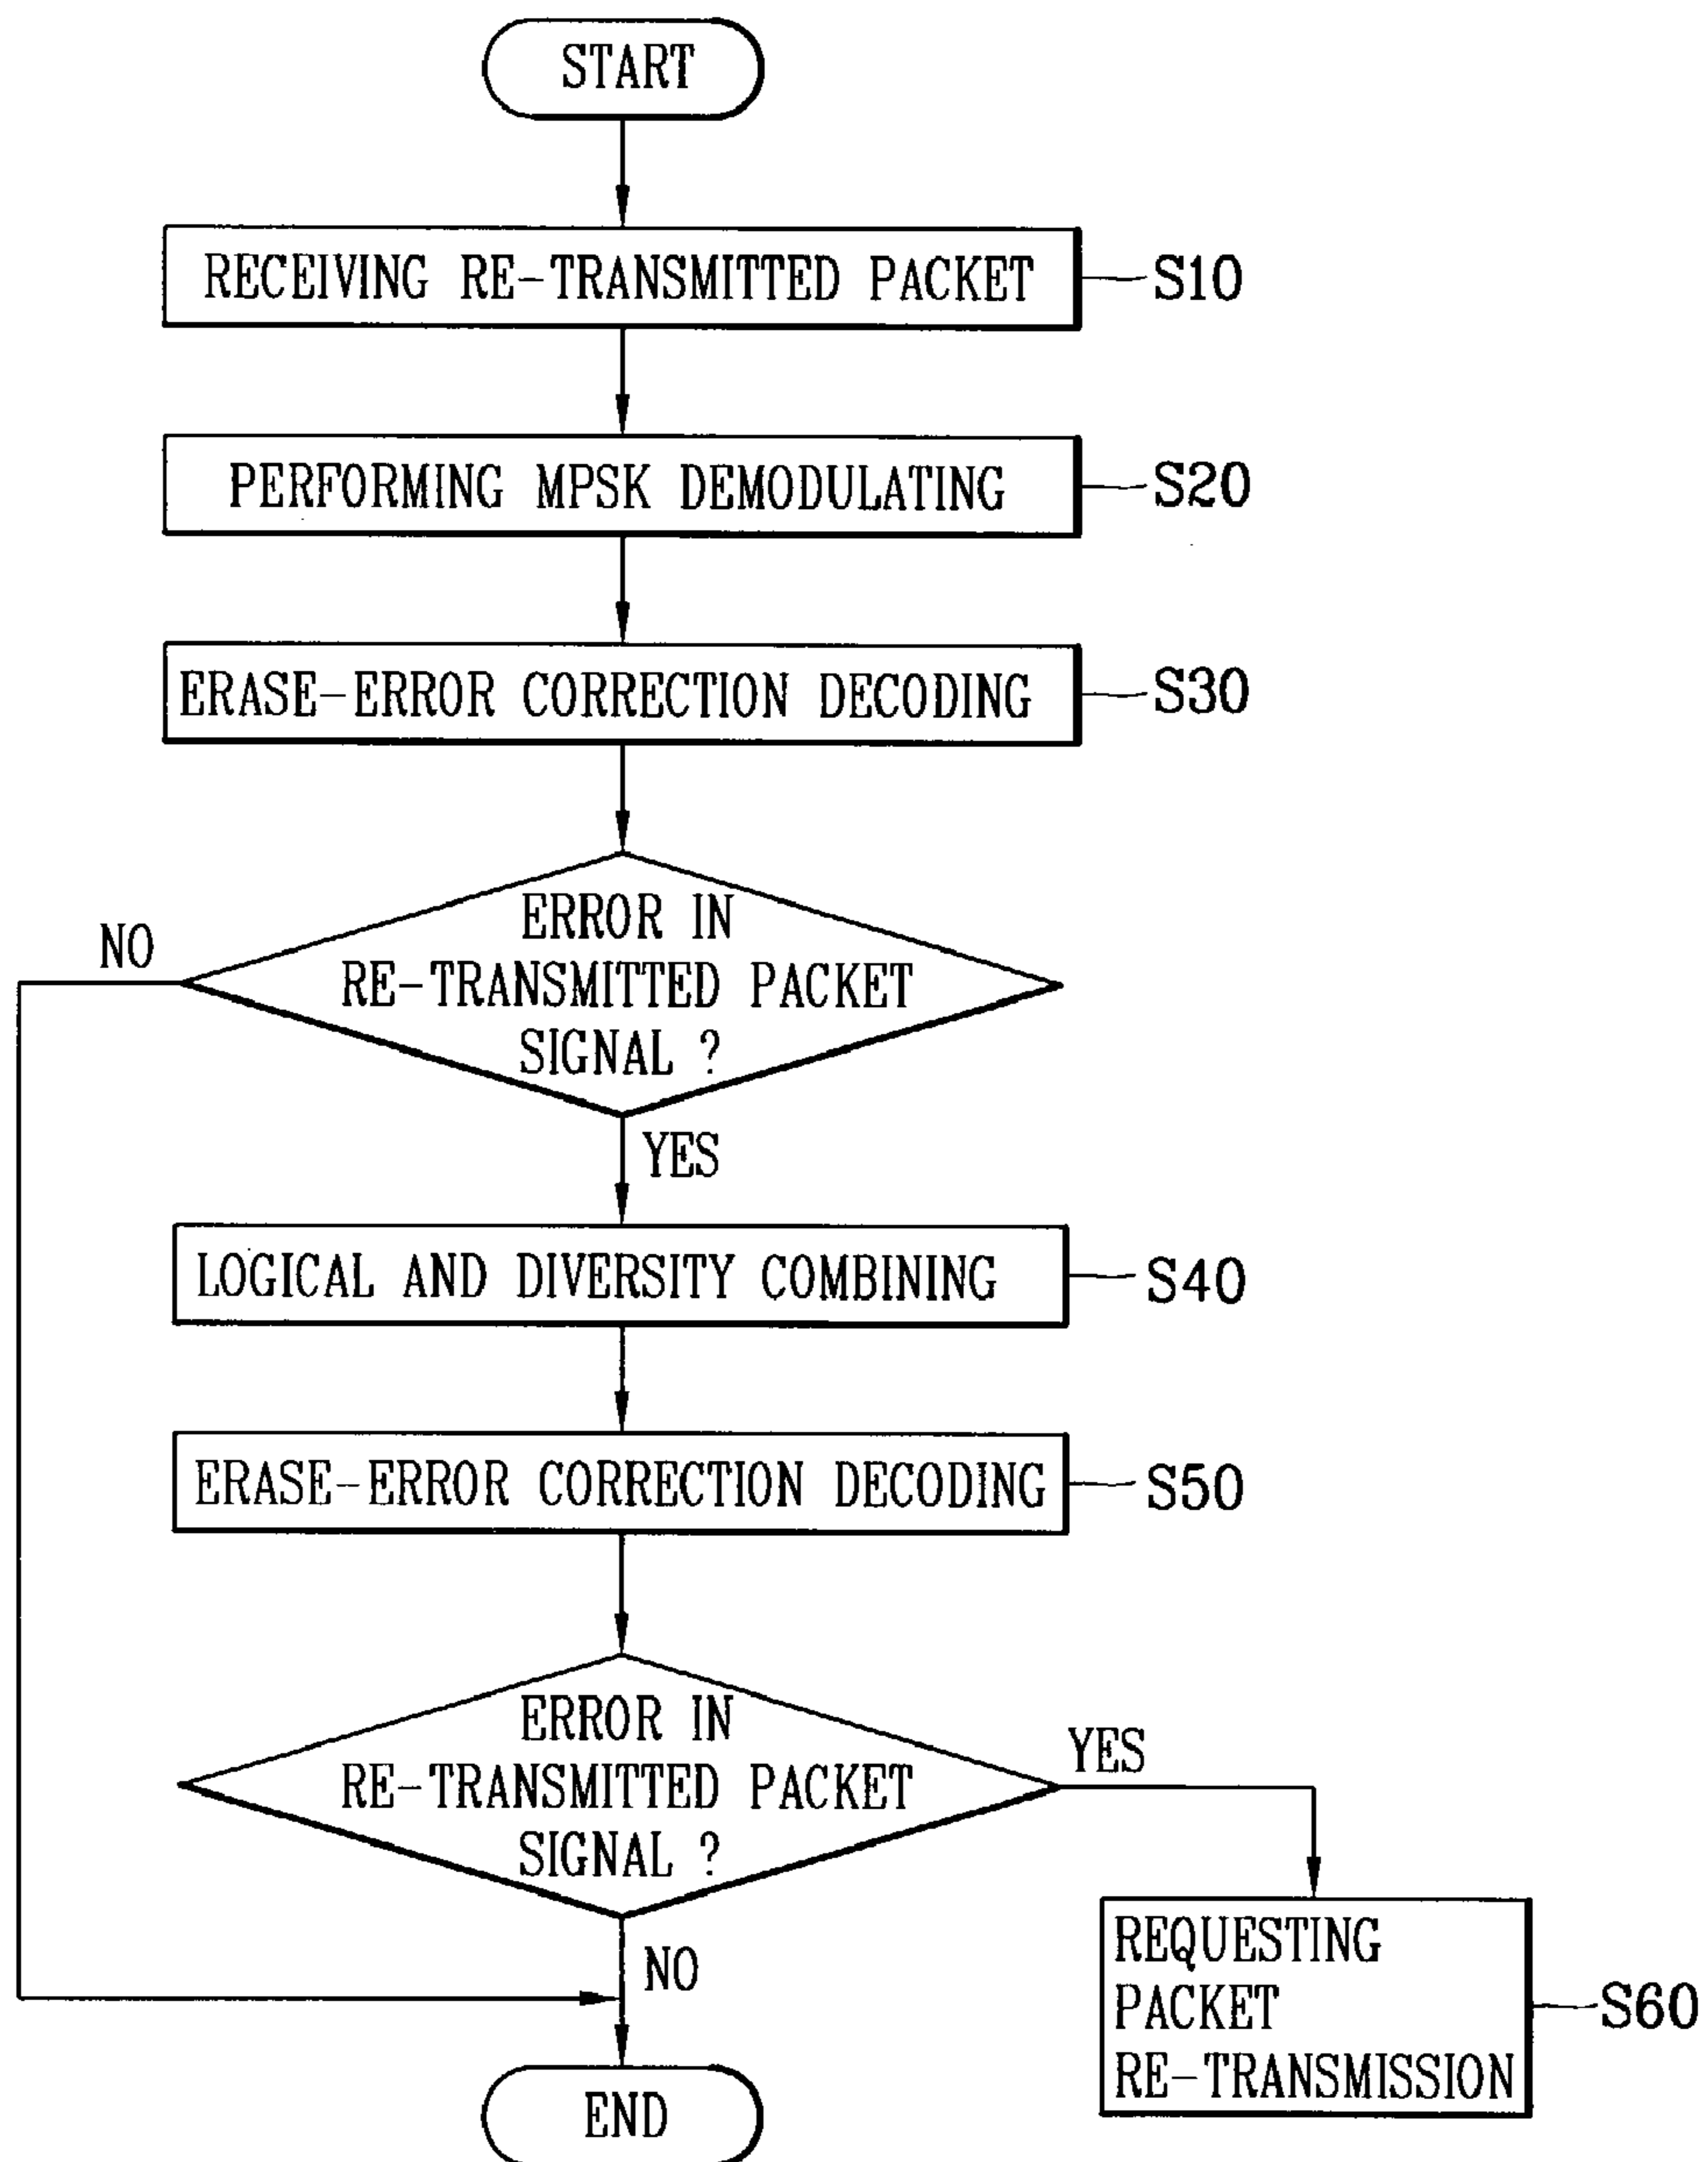 START
RECEIVING RE-TRANSMITTED PACKET
S10
PERFORMING MPSK DEMODULATING
S20
ERASE-ERROR CORRECTION DECODING
S30
ERROR IN
RE-TRANSMITTED PACKET
SIGNAL ?
NO
YES
LOGICAL AND DIVERSITY COMBINING
S40
ERASE-ERROR CORRECTION DECODING
S50
ERROR IN
RE-TRANSMITTED PACKET
SIGNAL ?
YES
NO
REQUESTING
PACKET
RE-TRANSMISSION
S60
END